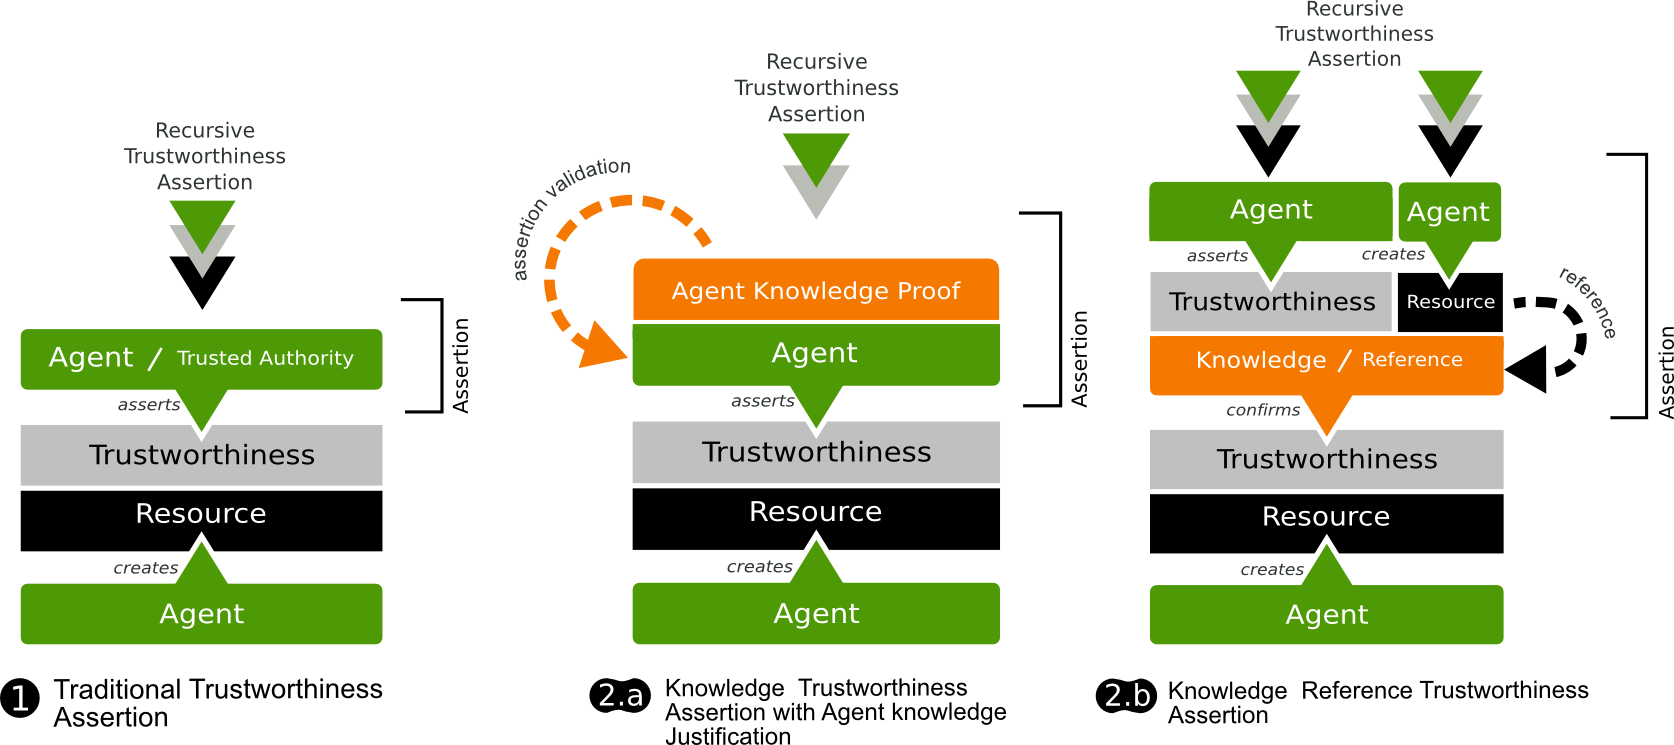 Recursive
Trustworthiness
Assertion
Agent / Trusted Authority
asserts
Assertion
Trustworthiness
Resource
creates
Agent
1 Traditional Trustworthiness
Assertion
Recursive
Trustworthiness
Assertion
assertion validation
Agent Knowledge Proof
Agent
asserts
Assertion
Trustworthiness
Resource
creates
Agent
2.a Knowledge Trustworthiness
Assertion with Agent knowledge
Justification
Recursive
Trustworthiness
Assertion
Agent
Agent
asserts
creates
Trustworthiness
Resource
reference
Knowledge / Reference
confirms
Assertion
Trustworthiness
Resource
creates
Agent
2.b Knowledge Reference Trustworthiness
Assertion